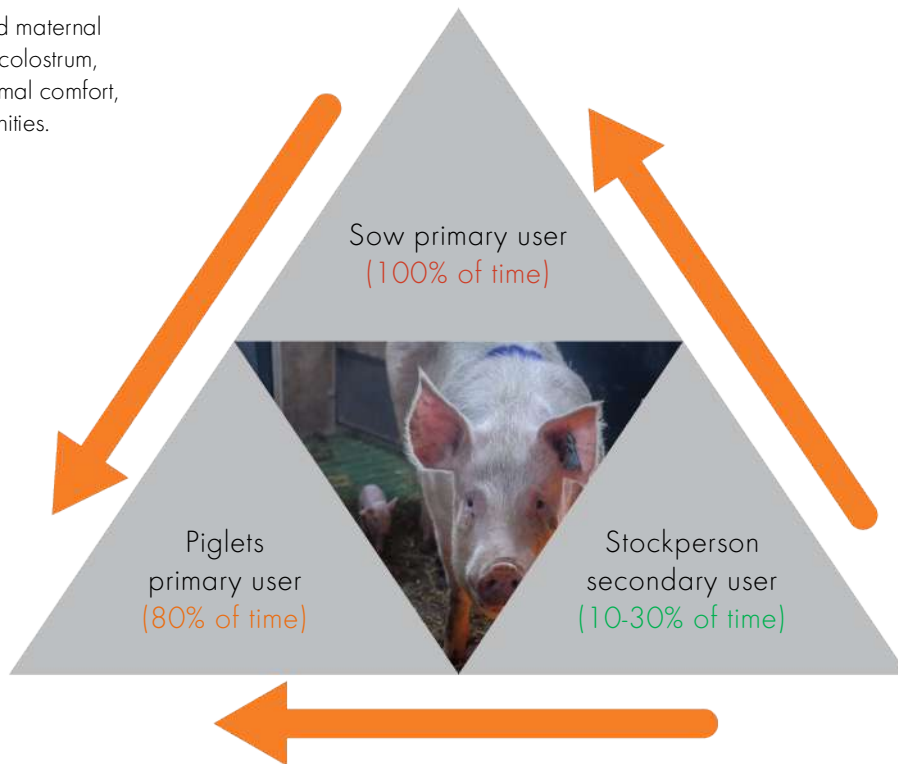 d maternal
colostrum,
mal comfort,
nities.
Sow primary user
(100% of time)
Piglets
primary user
(80% of time)
Stockperson
secondary user
(10-30% of time)